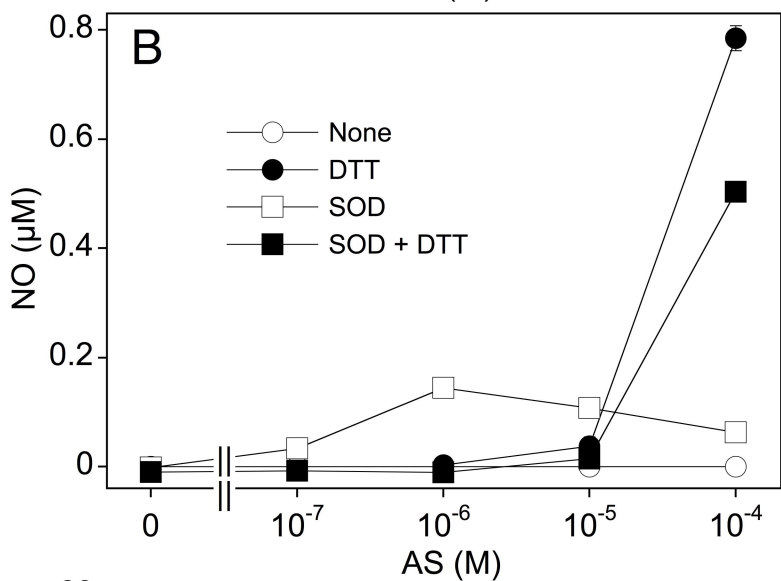 B
None
DTT
SOD
SOD + DTT
NO (μM)
0.8
0.6
0.4
0.2
0
0
10⁻⁷
10⁻⁶
10⁻⁵
10⁻⁴
AS (M)